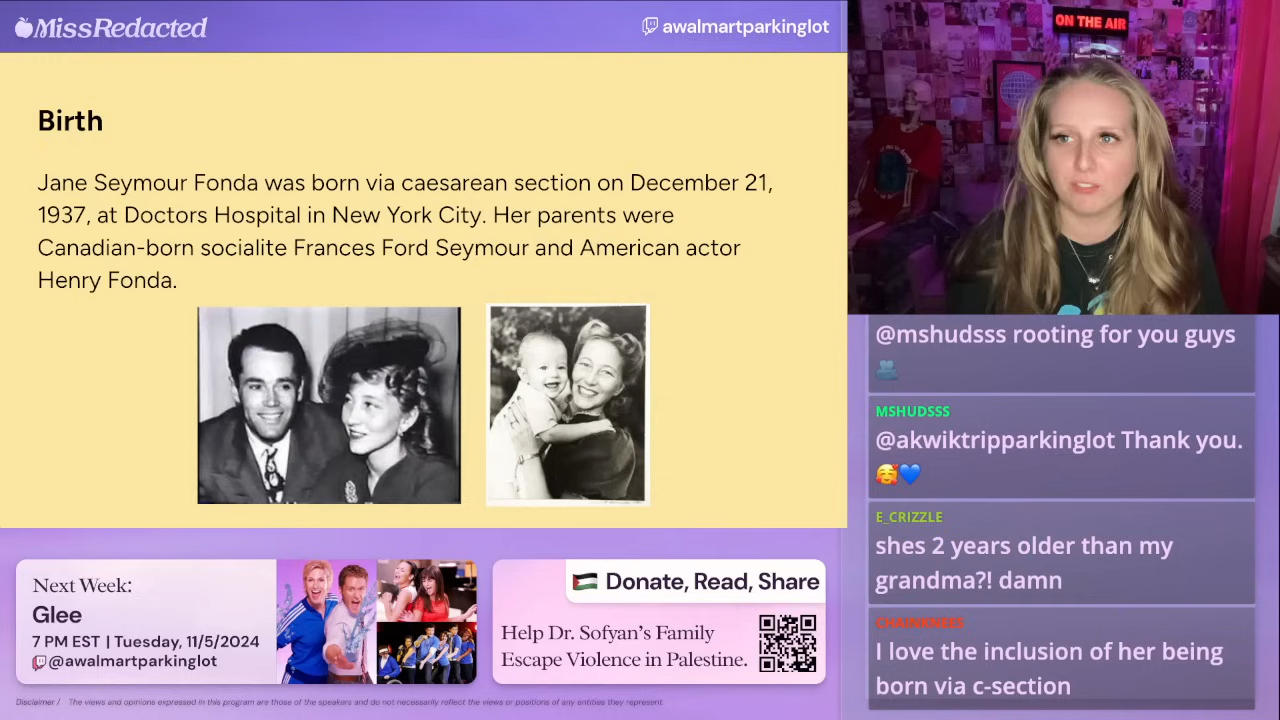 MissRedacted
awalmartparkinglot
ON THE AIR
Birth
Jane Seymour Fonda was born via caesarean section on December 21,
1937, at Doctors Hospital in New York City. Her parents were
Canadian-born socialite Frances Ford Seymour and American actor
Henry Fonda.
@mshudsss rooting for you guys
MSHUDSSS
@akwiktripparkinglot Thank you.
🥰💙
E_CRIZZLE
shes 2 years older than my
grandma?! damn
I love the inclusion of her being
born via c-section
Next Week:
Glee
7 PM EST | Tuesday, 11/5/2024
@awalmartparkinglot
Donate, Read, Share
Help Dr. Sofyan's Family
Escape Violence in Palestine.
Disclaimer / The views and opinions expressed in this program are those of the speakers and do not necessarily reflect the views or positions of any entities they represent.